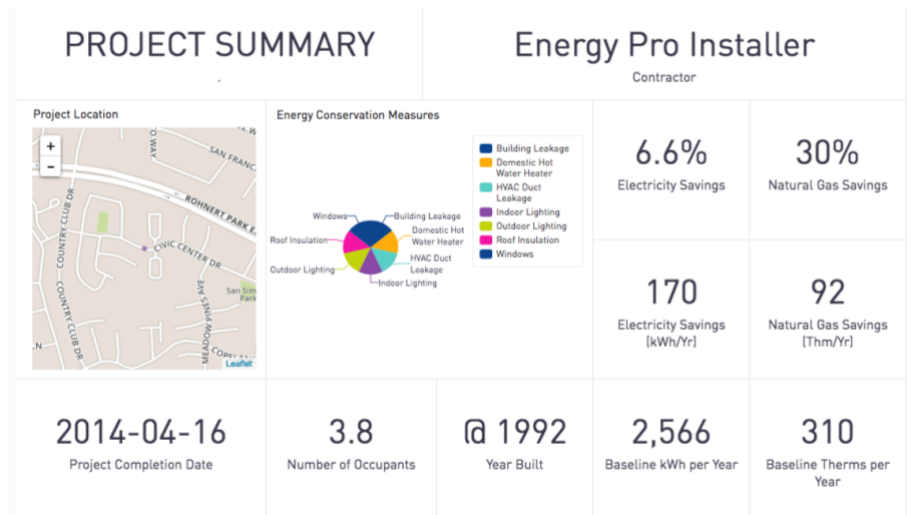 PROJECT SUMMARY
.
Energy Pro Installer
Contractor
Project Location
+
-
SAN FRANC
ROHNERT PARK E
COUNTRY CLUB DR
CIVIC CENTER DR
COUNTRY CLUB DR
MEADOW PINES AVE
San Sim
Park
LN
COPEL
Leaflet
Energy Conservation Measures
Windows
Building Leakage
Domestic Hot
Water Heater
Roof Insulation
HVAC Duct
Leakage
Outdoor Lighting
Indoor Lighting
Building Leakage
Domestic Hot
Water Heater
HVAC Duct
Leakage
Indoor Lighting
Outdoor Lighting
Roof Insulation
Windows
6.6%
Electricity Savings
30%
Natural Gas Savings
170
Electricity Savings
(kWh/Yr)
92
Natural Gas Savings
(Thm/Yr)
2014-04-16
Project Completion Date
3.8
Number of Occupants
@ 1992
Year Built
2,566
Baseline kWh per Year
310
Baseline Therms per
Year